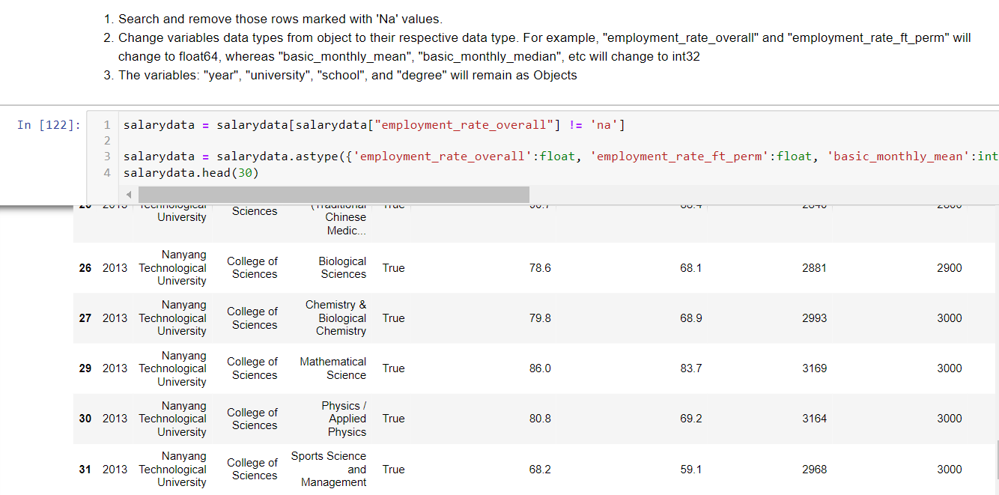 1. Search and remove those rows marked with 'Na' values.
2. Change variables data types from object to their respective data type. For example, "employment_rate_overall" and "employment_rate_ft_perm" will
change to float64, whereas "basic_monthly_mean", "basic_monthly_median", etc will change to int32
3. The variables: "year", "university", "school", and "degree" will remain as Objects
In [122]:
1 salarydata = salarydata[salarydata["employment_rate_overall"] != 'na']
2
3 salarydata = salarydata.astype({'employment_rate_overall':float, 'employment_rate_ft_perm':float, 'basic_monthly_mean':int
4 salarydata.head(30)
2013 Technological (Traditional True
University Sciences Chinese
Medic...
Nanyang
26 2013 Technological College of Biological True 78.6 68.1 2881 2900
University Sciences Sciences
Nanyang Chemistry &
27 2013 Technological College of Biological True 79.8 68.9 2993 3000
University Sciences Chemistry
Nanyang
29 2013 Technological College of Mathematical True 86.0 83.7 3169 3000
University Sciences Science
Nanyang Physics /
30 2013 Technological College of Applied True 80.8 69.2 3164 3000
University Sciences Physics
Nanyang Sports Science
31 2013 Technological College of and True 68.2 59.1 2968 3000
University Sciences Management